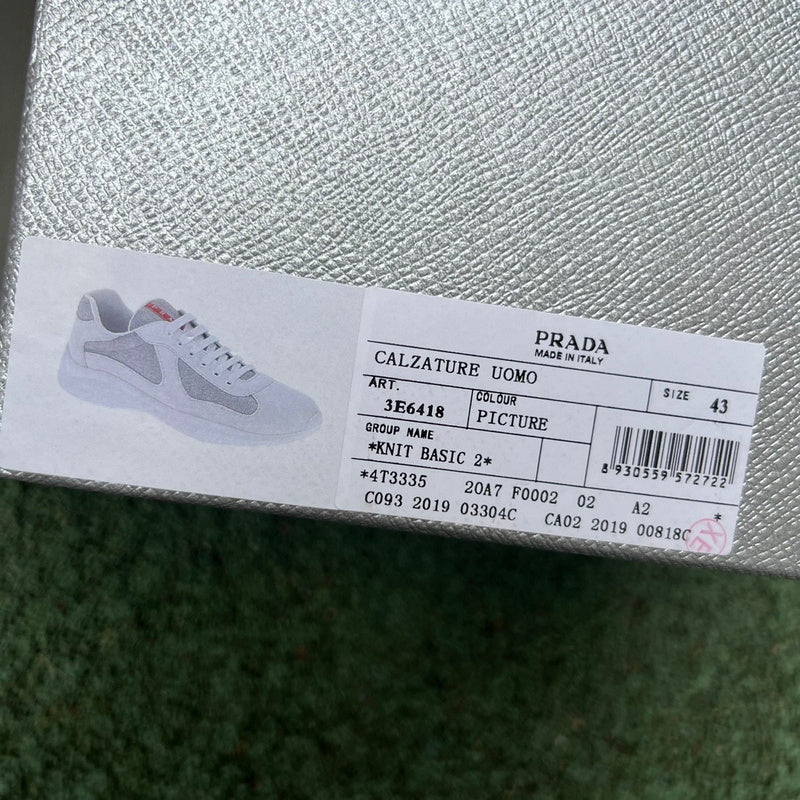 PRADA
MADE IN ITALY
CALZATURE UOMO
SIZE 43
ART. 3E6418
COLOUR PICTURE
GROUP NAME
*KNIT BASIC 2*
8 930559 572722
*4T3335 20A7 F0002 02 A2 *
C093 2019 03304C CA02 2019 00818C